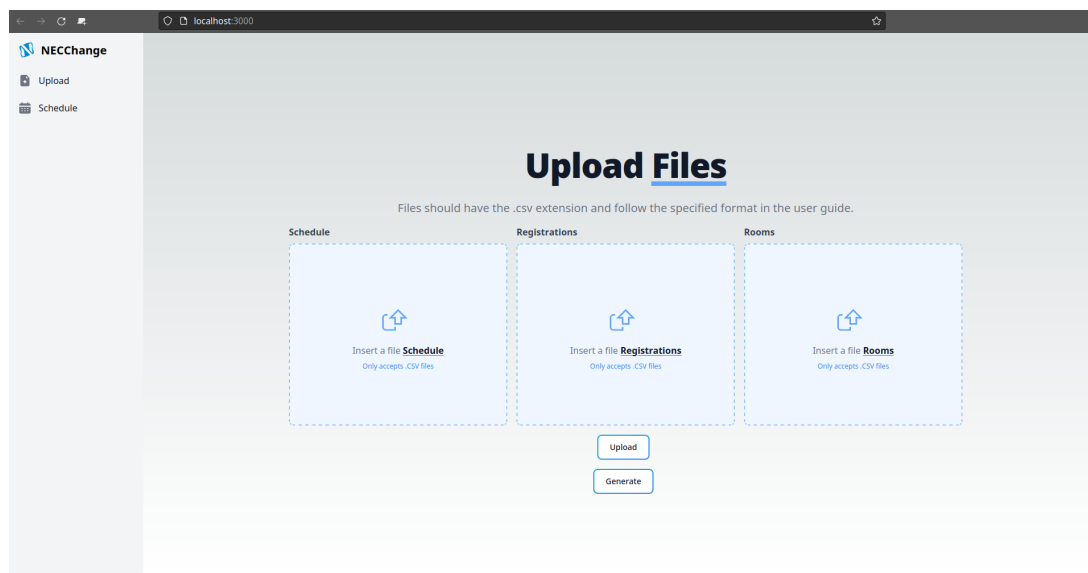 localhost:3000
NECChange
Upload
Schedule
Upload Files
Files should have the .csv extension and follow the specified format in the user guide.
Schedule
Registrations
Rooms
Insert a file Schedule
Only accepts .CSV files
Insert a file Registrations
Only accepts .CSV files
Insert a file Rooms
Only accepts .CSV files
Upload
Generate